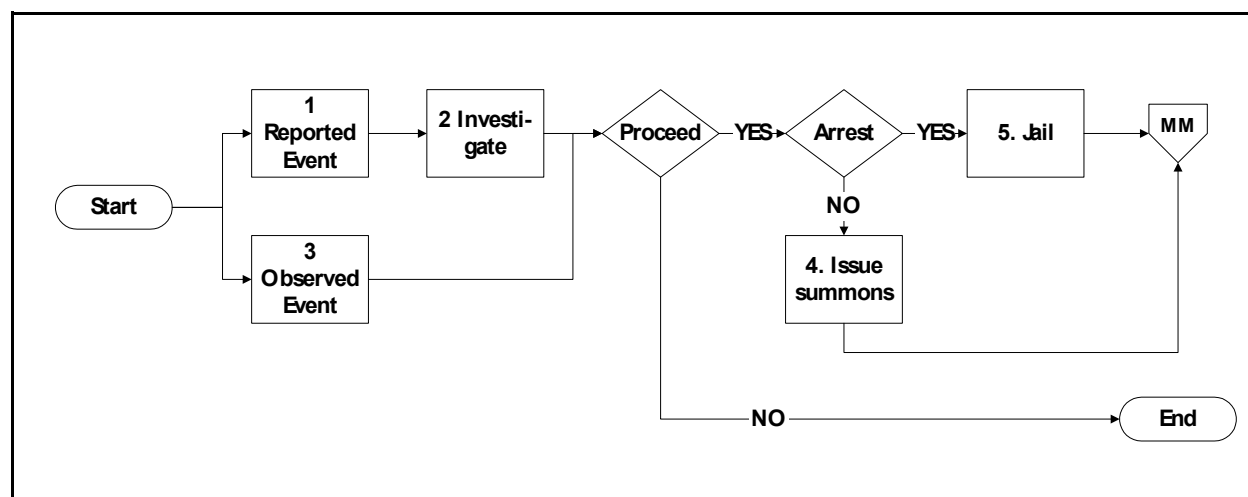 Start
1
Reported
Event
2 Investi-
gate
3
Observed
Event
Proceed
YES
Arrest
YES
5. Jail
MM
NO
4. Issue
summons
NO
End